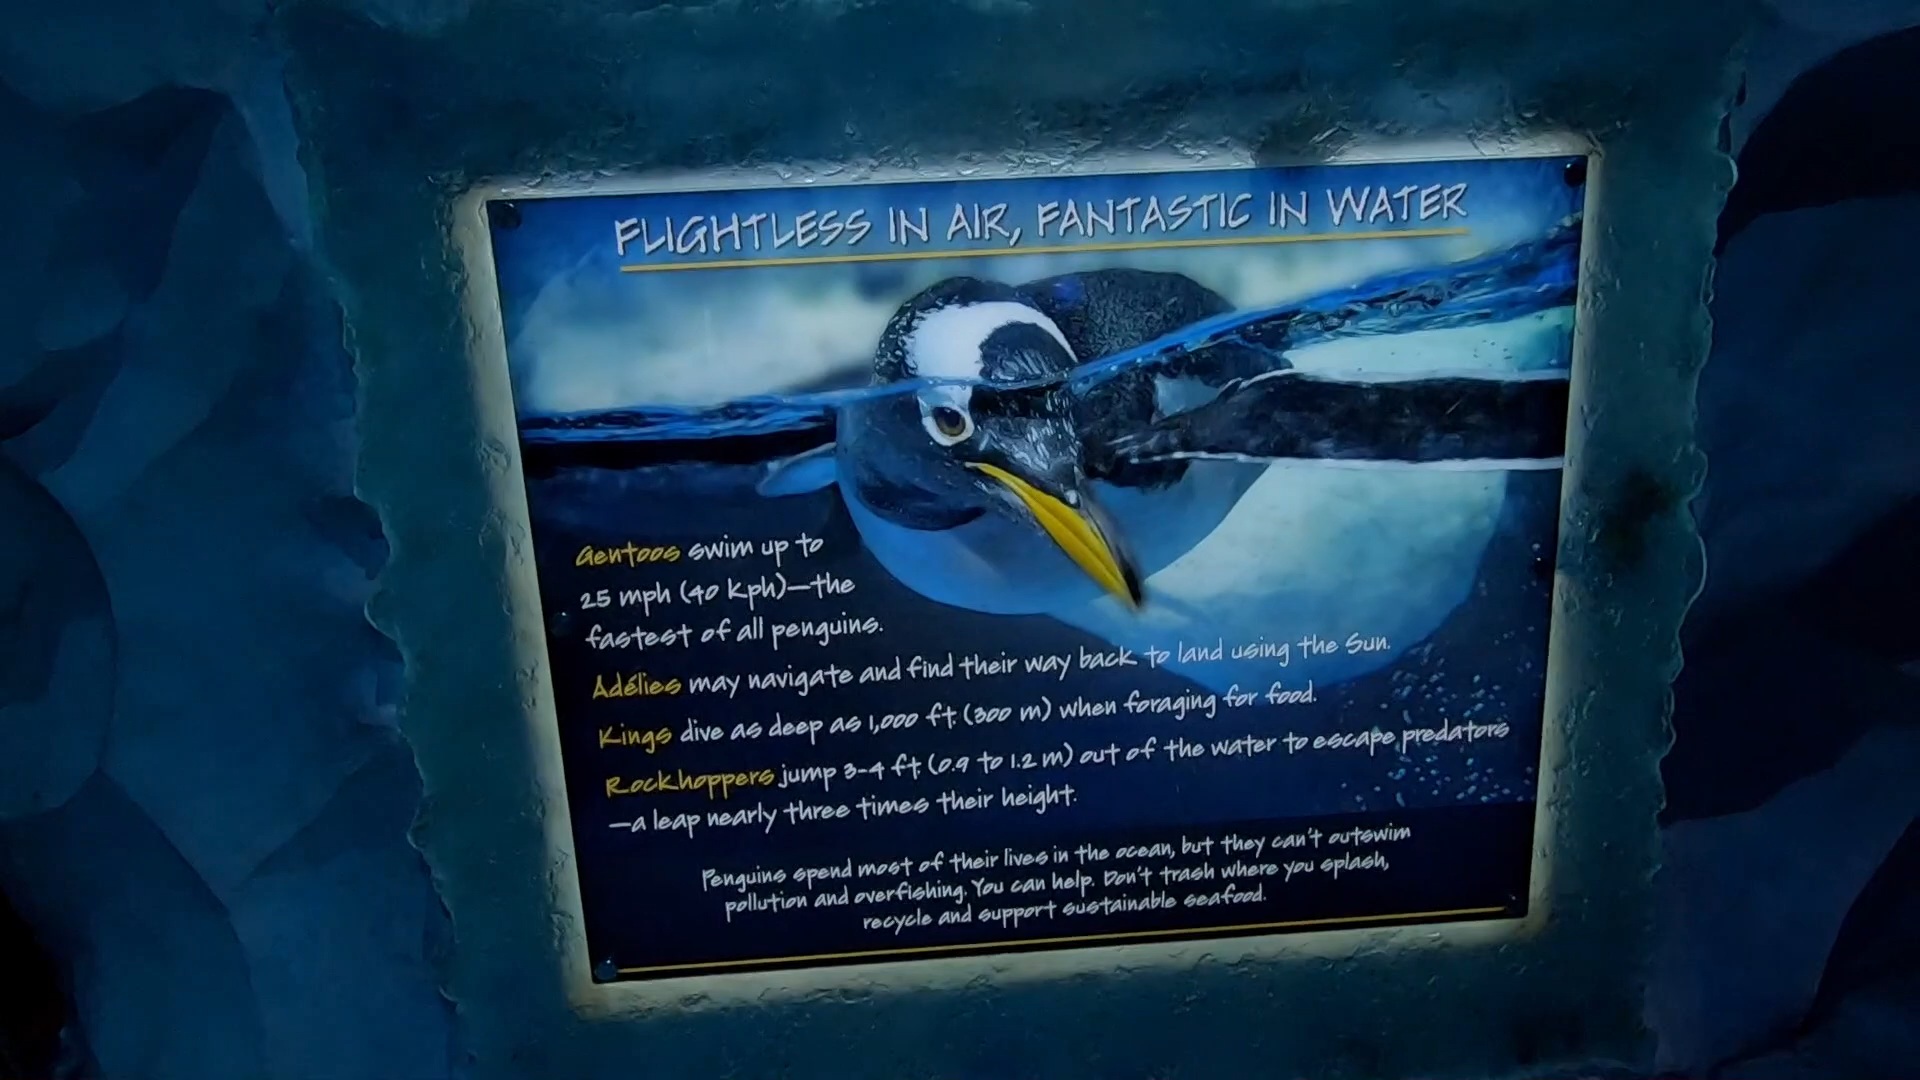 FLIGHTLESS IN AIR, FANTASTIC IN WATER
Gentoos swim up to
25 mph (40 kph)—the
fastest of all penguins.
Adélies may navigate and find their way back to land using the Sun.
Kings dive as deep as 1,000 ft. (300 m) when foraging for food.
Rockhoppers jump 3-4 ft. (0.9 to 1.2 m) out of the water to escape predators
—a leap nearly three times their height.
Penguins spend most of their lives in the ocean, but they can't outswim
pollution and overfishing. You can help. Don't trash where you splash,
recycle and support sustainable seafood.